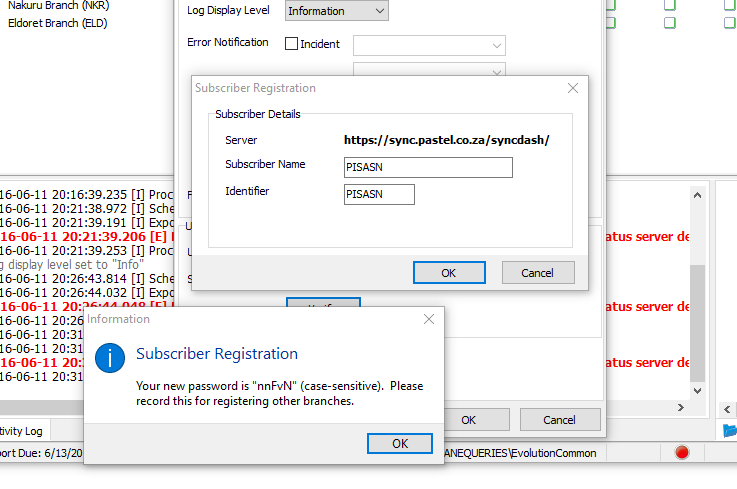 Nakuru Branch (NKR)
Eldoret Branch (ELD)
Log Display Level
Information
Error Notification
Incident
Subscriber Registration
Subscriber Details
Server
https://sync.pastel.co.za/syncdash/
Subscriber Name
PISASN
Identifier
PISASN
OK
Cancel
16-06-11 20:16:39.235 [I] Proc
16-06-11 20:21:38.972 [I] Sche
16-06-11 20:21:39.191 [I] Expo
16-06-11 20:21:39.206 [E]
atus server de
16-06-11 20:21:39.253 [I] Proc
g display level set to "Info"
16-06-11 20:26:43.814 [I] Sche
16-06-11 20:26:44.032 [I] Expo
16-06-11 20:26:44.048 [E]
atus server de
16-06-11 20:26
16-06-11 20:31
16-06-11 20:31
16-06-11 20:31
atus server de
16-06-11 20:31
Information
Subscriber Registration
Your new password is "nnFvN" (case-sensitive). Please
record this for registering other branches.
OK
OK
Cancel
tivity Log
port Due: 6/13/20
ANEQUERIES\EvolutionCommon